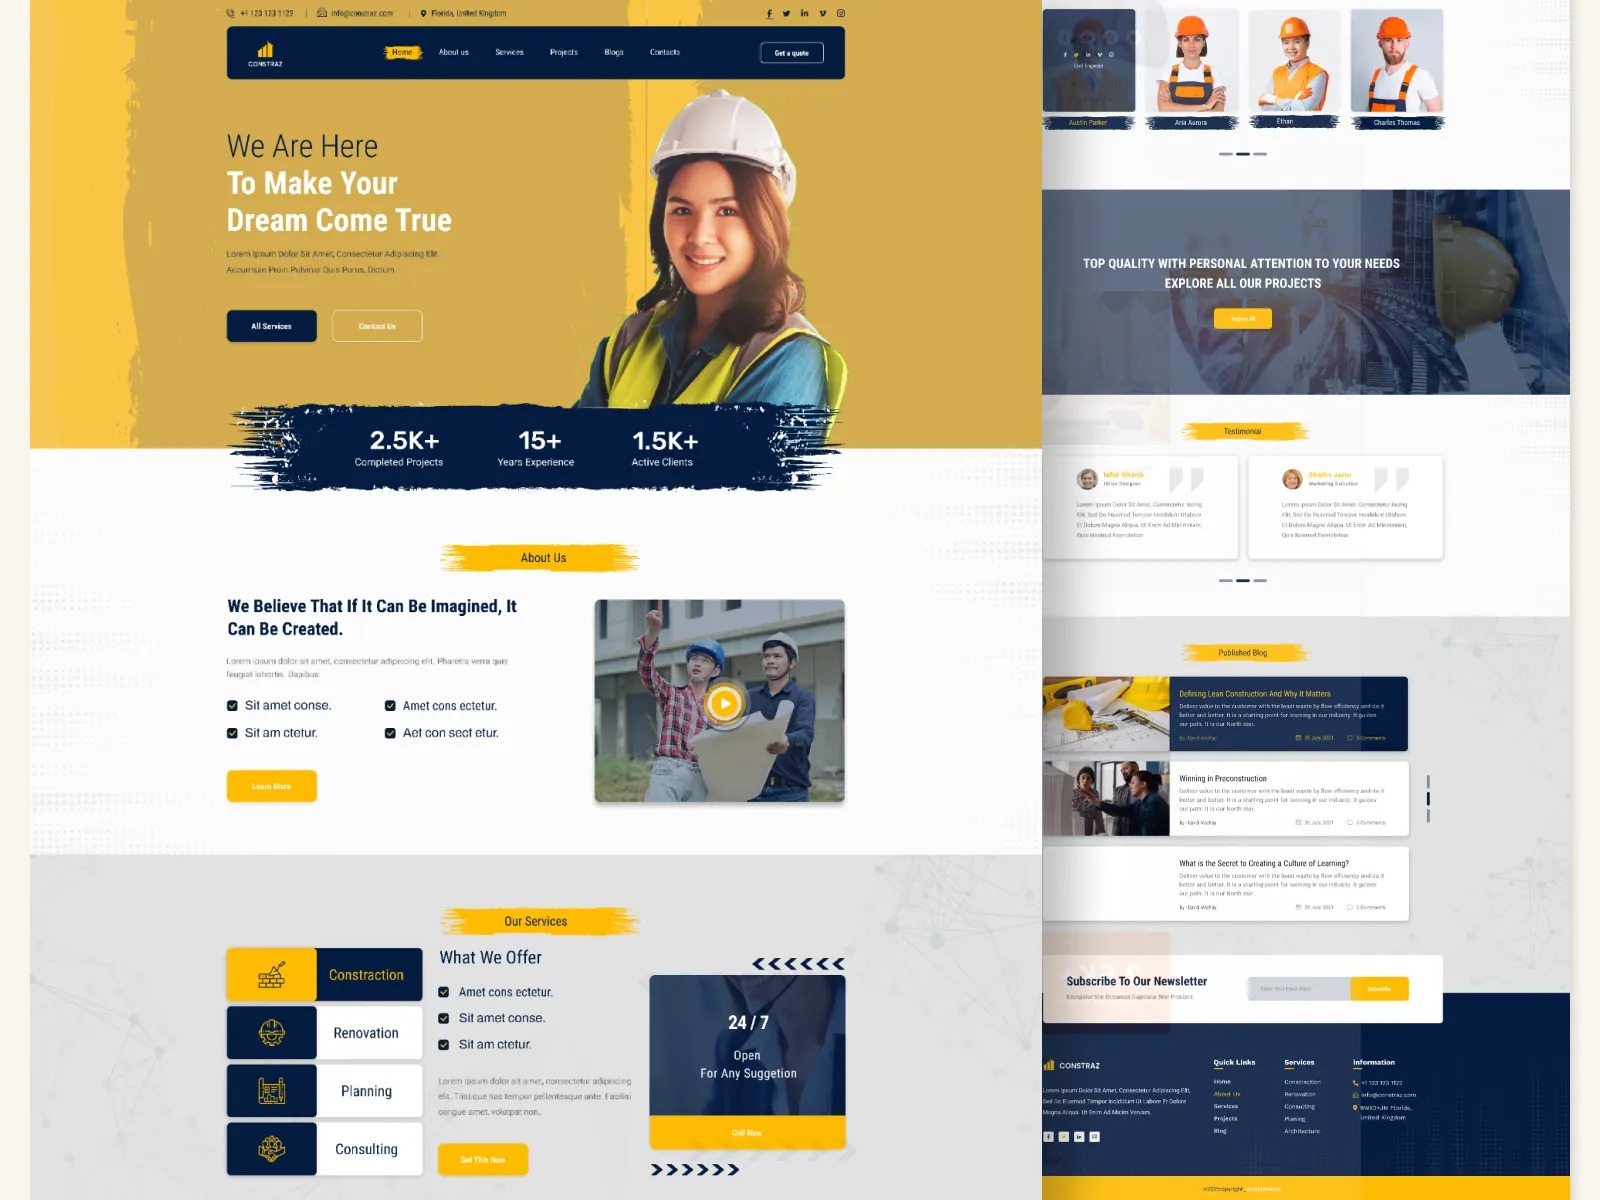 +1 123 123 1122
info@constraz.com
Florida, United Kingdom
CONSTRAZ
Home
About us
Services
Projects
Blogs
Contacts
Get a quote
We Are Here
To Make Your
Dream Come True
Lorem Ipsum Dolor Sit Amet, Consectetur Adipiscing Elit.
Accumsan Proin Pulvinar Quis Purus, Dictum
All Services
Contact Us
2.5K+
Completed Projects
15+
Years Experience
1.5K+
Active Clients
About Us
We Believe That If It Can Be Imagined, It
Can Be Created.
Lorem ipsum dolor sit amet, consectetur adipiscing elit. Pharetra verra quis
feugiat lobortis. Dapibus.
Sit amet conse.
Amet cons ectetur.
Sit am ctetur.
Aet con sect etur.
Learn More
Our Services
Constraction
Renovation
Planning
Consulting
What We Offer
Amet cons ectetur.
Sit amet conse.
Sit am ctetur.
Lorem ipsum dolor sit amet, consectetur adipiscing
elit. Tristique hac tempor pellentesque ante. Facilisi
congue amet, volutpat non..
Get This Now
24 / 7
Open
For Any Suggetion
Call Now
Civil Engineer
Austin Parker
Aria Aurora
Ethan
Charles Thomas
TOP QUALITY WITH PERSONAL ATTENTION TO YOUR NEEDS
EXPLORE ALL OUR PROJECTS
Explore All
Testimonial
Iafat Sharik
Ui/Ux Designer
Lorem Ipsum Dolor Sit Amet, Consectetur Iscing
Elit, Sed Do Eiusmod Tempor Incididunt Utabore
Et Dolore Magna Aliqua. Ut Enim Ad Minimnium,
Quis Nostrud Exercitation
Shafin Jarin
Marketing Executive
Lorem Ipsum Dolor Sit Amet, Consectetur Iscing
Elit, Sed Do Eiusmod Tempor Incididunt Utabore
Et Dolore Magna Aliqua. Ut Enim Ad Minimnium,
Quis Nostrud Exercitation
Published Blog
Defining Lean Construction And Why It Matters
Deliver value to the customer with the least waste by flow efficiency and do it
better and better. It is a starting point for learning in our industry. It guides
our path. It is our North star.
By -David MacKay
28 July 2021
3 Comments
Winning in Preconstruction
Deliver value to the customer with the least waste by flow efficiency and do it
better and better. It is a starting point for learning in our industry. It guides
our path. It is our North star.
By -David MacKay
28 July 2021
3 Comments
What is the Secret to Creating a Culture of Learning?
Deliver value to the customer with the least waste by flow efficiency and do it
better and better. It is a starting point for learning in our industry. It guides
our path. It is our North star.
By -David MacKay
28 July 2021
3 Comments
Subscribe To Our Newsletter
Excepteur Sint Occaecat Cupidatat Non Proident
Enter Your Email Here
Subscribe
CONSTRAZ
Lorem Ipsum Dolor Sit Amet, Consectetur Adipiscing Elit,
Sed Do Eiusmod Tempor Incididunt Ut Labore Et Dolore
Magna Aliqua. Ut Enim Ad Minim Veniam,
Quick Links
Home
About Us
Services
Projects
Blog
Services
Construction
Renovation
Consulting
Planing
Architecture
Information
+1 123 123 1122
info@constraz.com
Florida,
United Kingdom
©2021copyright